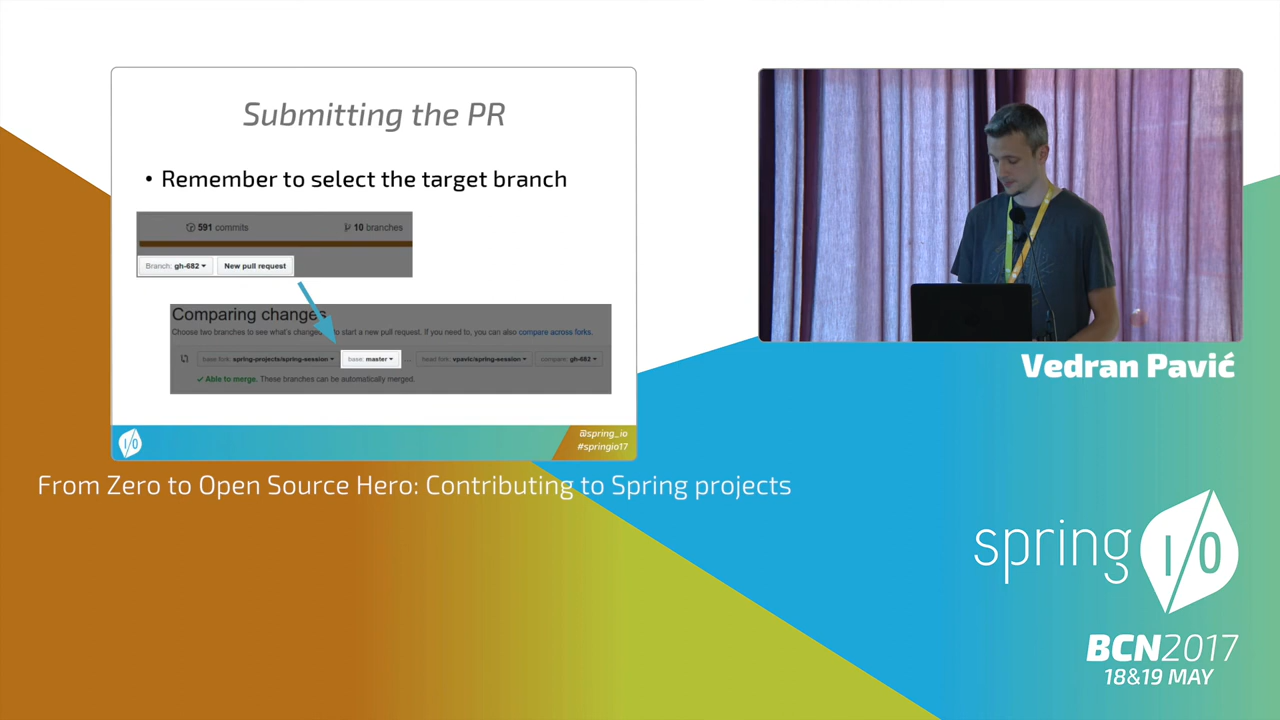 Submitting the PR
• Remember to select the target branch
591 commits
10 branches
Branch: gh-682
New pull request
Comparing changes
Choose two branches to see what's changed to start a new pull request. If you need to, you can also compare across forks.
base fork: spring-projects/spring-session
base: master
...
head fork: vpavic/spring-session
compare: gh-682
✓ Able to merge. These branches can be automatically merged.
I/O
@spring_io
#springio17
Vedran Pavić
From Zero to Open Source Hero: Contributing to Spring projects
spring I/O
BCN2017
18&19 MAY